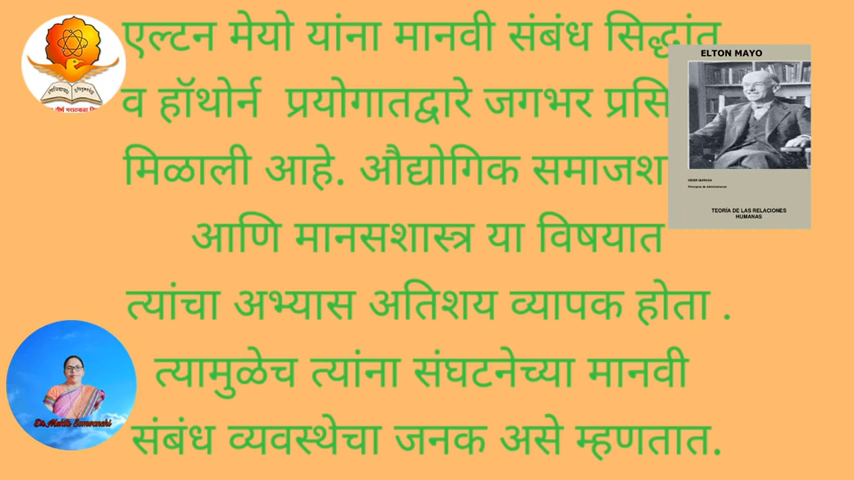 एल्टन मेयो यांना मानवी संबंध सिद्धांत
व हॉथोर्न प्रयोगातद्वारे जगभर प्रसि
मिळाली आहे. औद्योगिक समाजश
आणि मानसशास्त्र या विषयात
त्यांचा अभ्यास अतिशय व्यापक होता .
त्यामुळेच त्यांना संघटनेच्या मानवी
संबंध व्यवस्थेचा जनक असे म्हणतात.
ELTON MAYO
TEORÍA DE LAS RELACIONES
HUMANAS